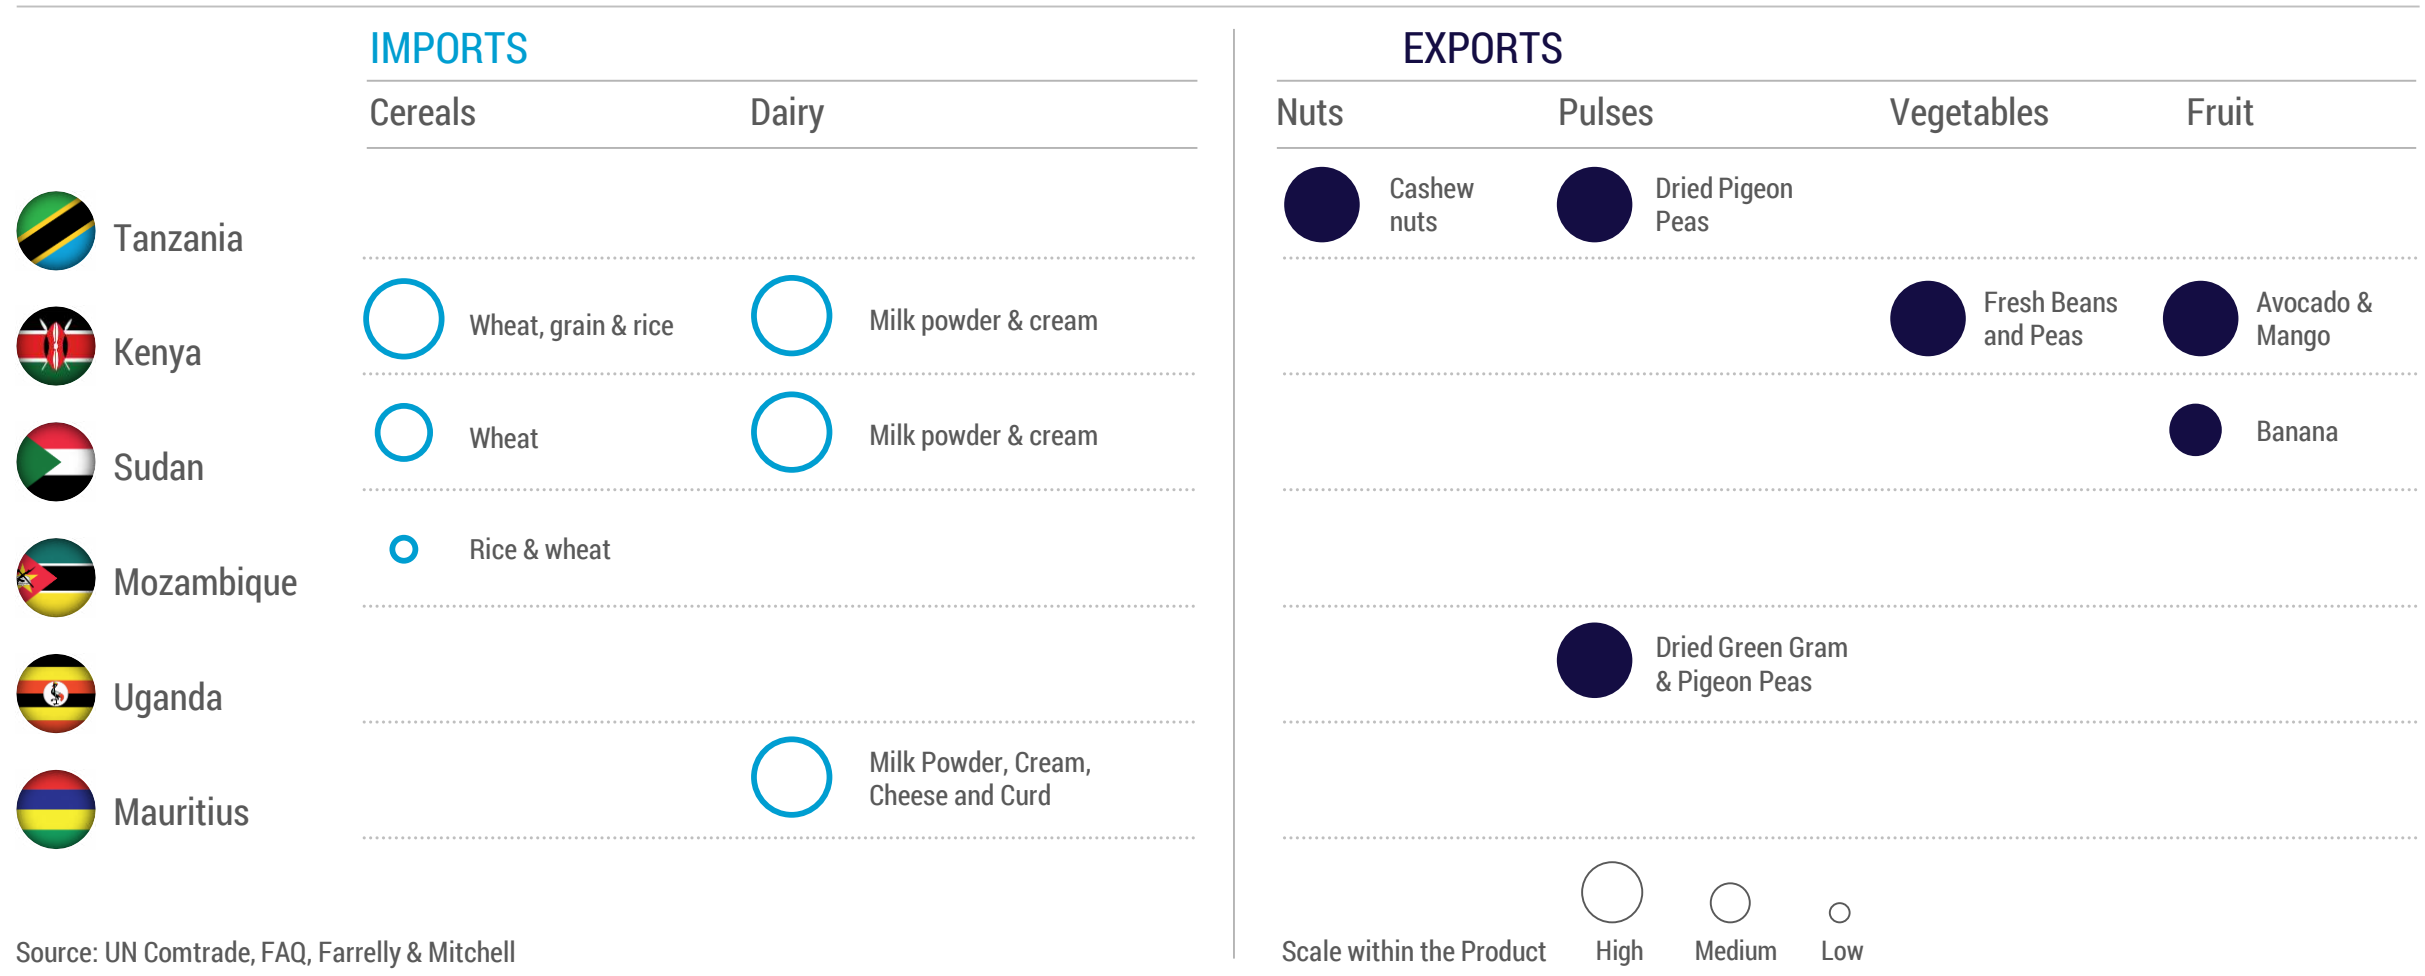 IMPORTS
EXPORTS
Cereals
Dairy
Nuts
Pulses
Vegetables
Fruit
Tanzania
Cashew
nuts
Dried Pigeon
Peas
Kenya
Wheat, grain & rice
Milk powder & cream
Fresh Beans
and Peas
Avocado &
Mango
Sudan
Wheat
Milk powder & cream
Banana
Mozambique
Rice & wheat
Uganda
Dried Green Gram
& Pigeon Peas
Mauritius
Milk Powder, Cream,
Cheese and Curd
Source: UN Comtrade, FAQ, Farrelly & Mitchell
Scale within the Product
High
Medium
Low